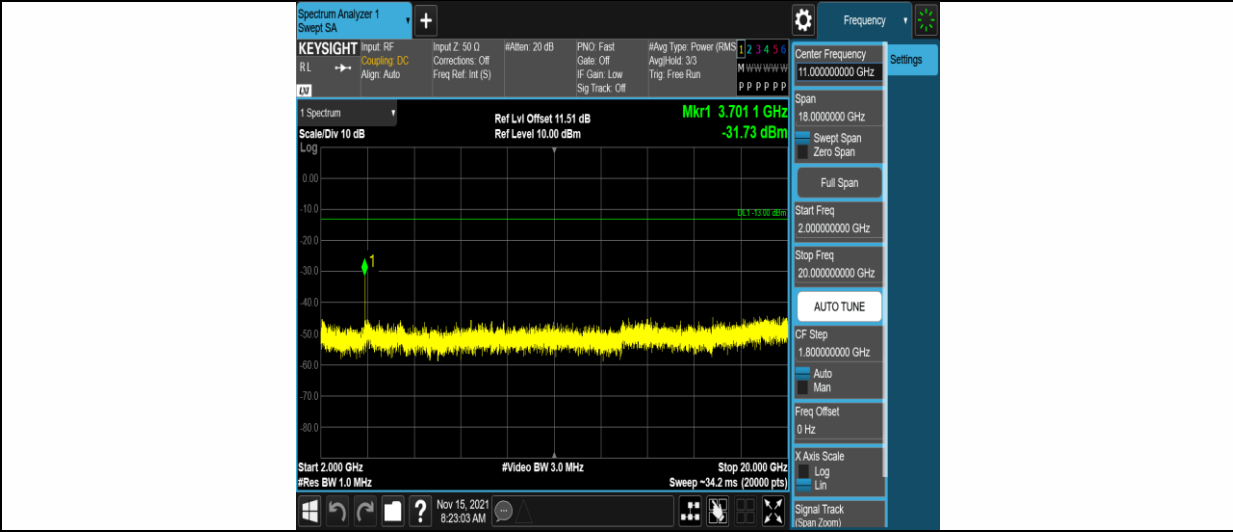 Spectrum Analyzer 1
Swept SA
+
Frequency
KEYSIGHT
RL
LXI
Input: RF
Coupling: DC
Align: Auto
Input Z: 50 Ω
Corrections: Off
Freq Ref: Int (S)
#Atten: 20 dB
PNO: Fast
Gate: Off
IF Gain: Low
Sig Track: Off
#Avg Type: Power (RMS
Avg|Hold: 3/3
Trig: Free Run
1 2 3 4 5 6
M W W W W W
P P P P P P
Center Frequency
11.000000000 GHz
Settings
Span
18.0000000 GHz
Swept Span
Zero Span
Full Span
Start Freq
2.000000000 GHz
Stop Freq
20.000000000 GHz
AUTO TUNE
CF Step
1.800000000 GHz
Auto
Man
Freq Offset
0 Hz
X Axis Scale
Log
Lin
Signal Track
(Span Zoom)
1 Spectrum
Scale/Div 10 dB
Ref Lvl Offset 11.51 dB
Ref Level 10.00 dBm
Mkr1 3.701 1 GHz
-31.73 dBm
Log
0.00
-10.0
DL1 -13.00 dBm
-20.0
1
-30.0
-40.0
-50.0
-60.0
-70.0
-80.0
Start 2.000 GHz
#Video BW 3.0 MHz
Stop 20.000 GHz
#Res BW 1.0 MHz
Sweep ~34.2 ms (20000 pts)
?
Nov 15, 2021
8:23:03 AM